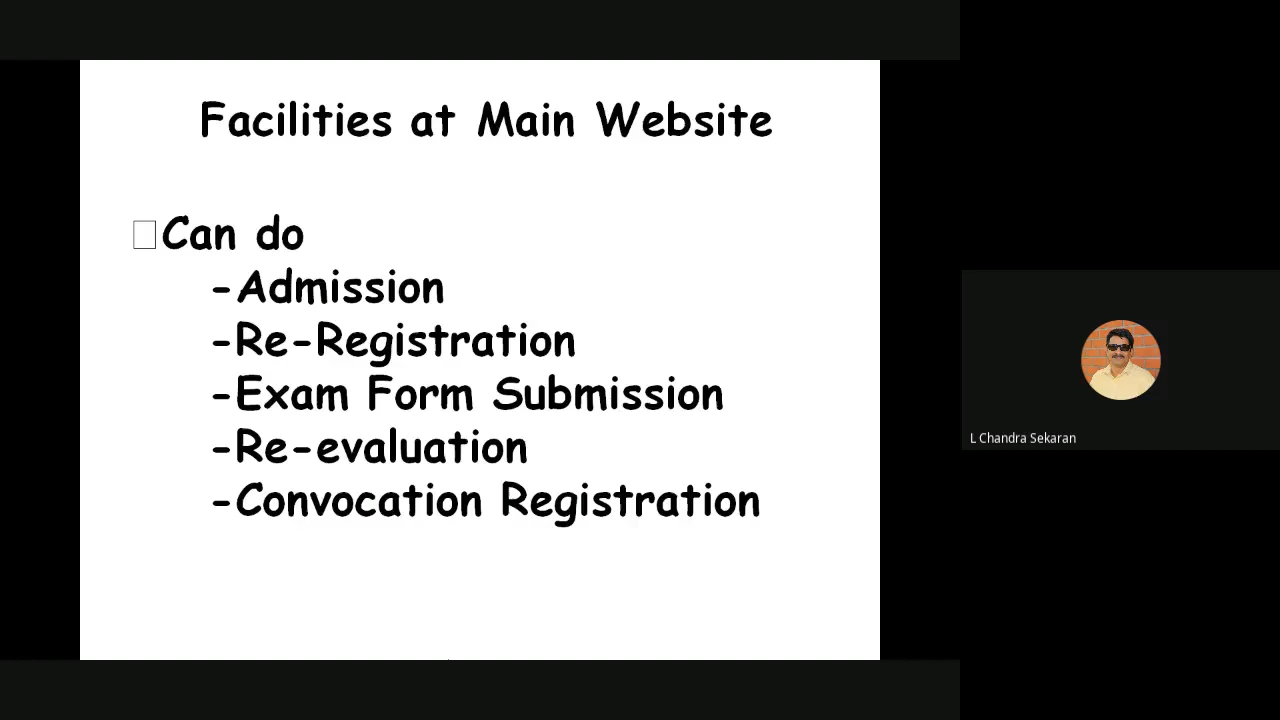 Facilities at Main Website
Can do
-Admission
-Re-Registration
-Exam Form Submission
-Re-evaluation
-Convocation Registration
L Chandra Sekaran